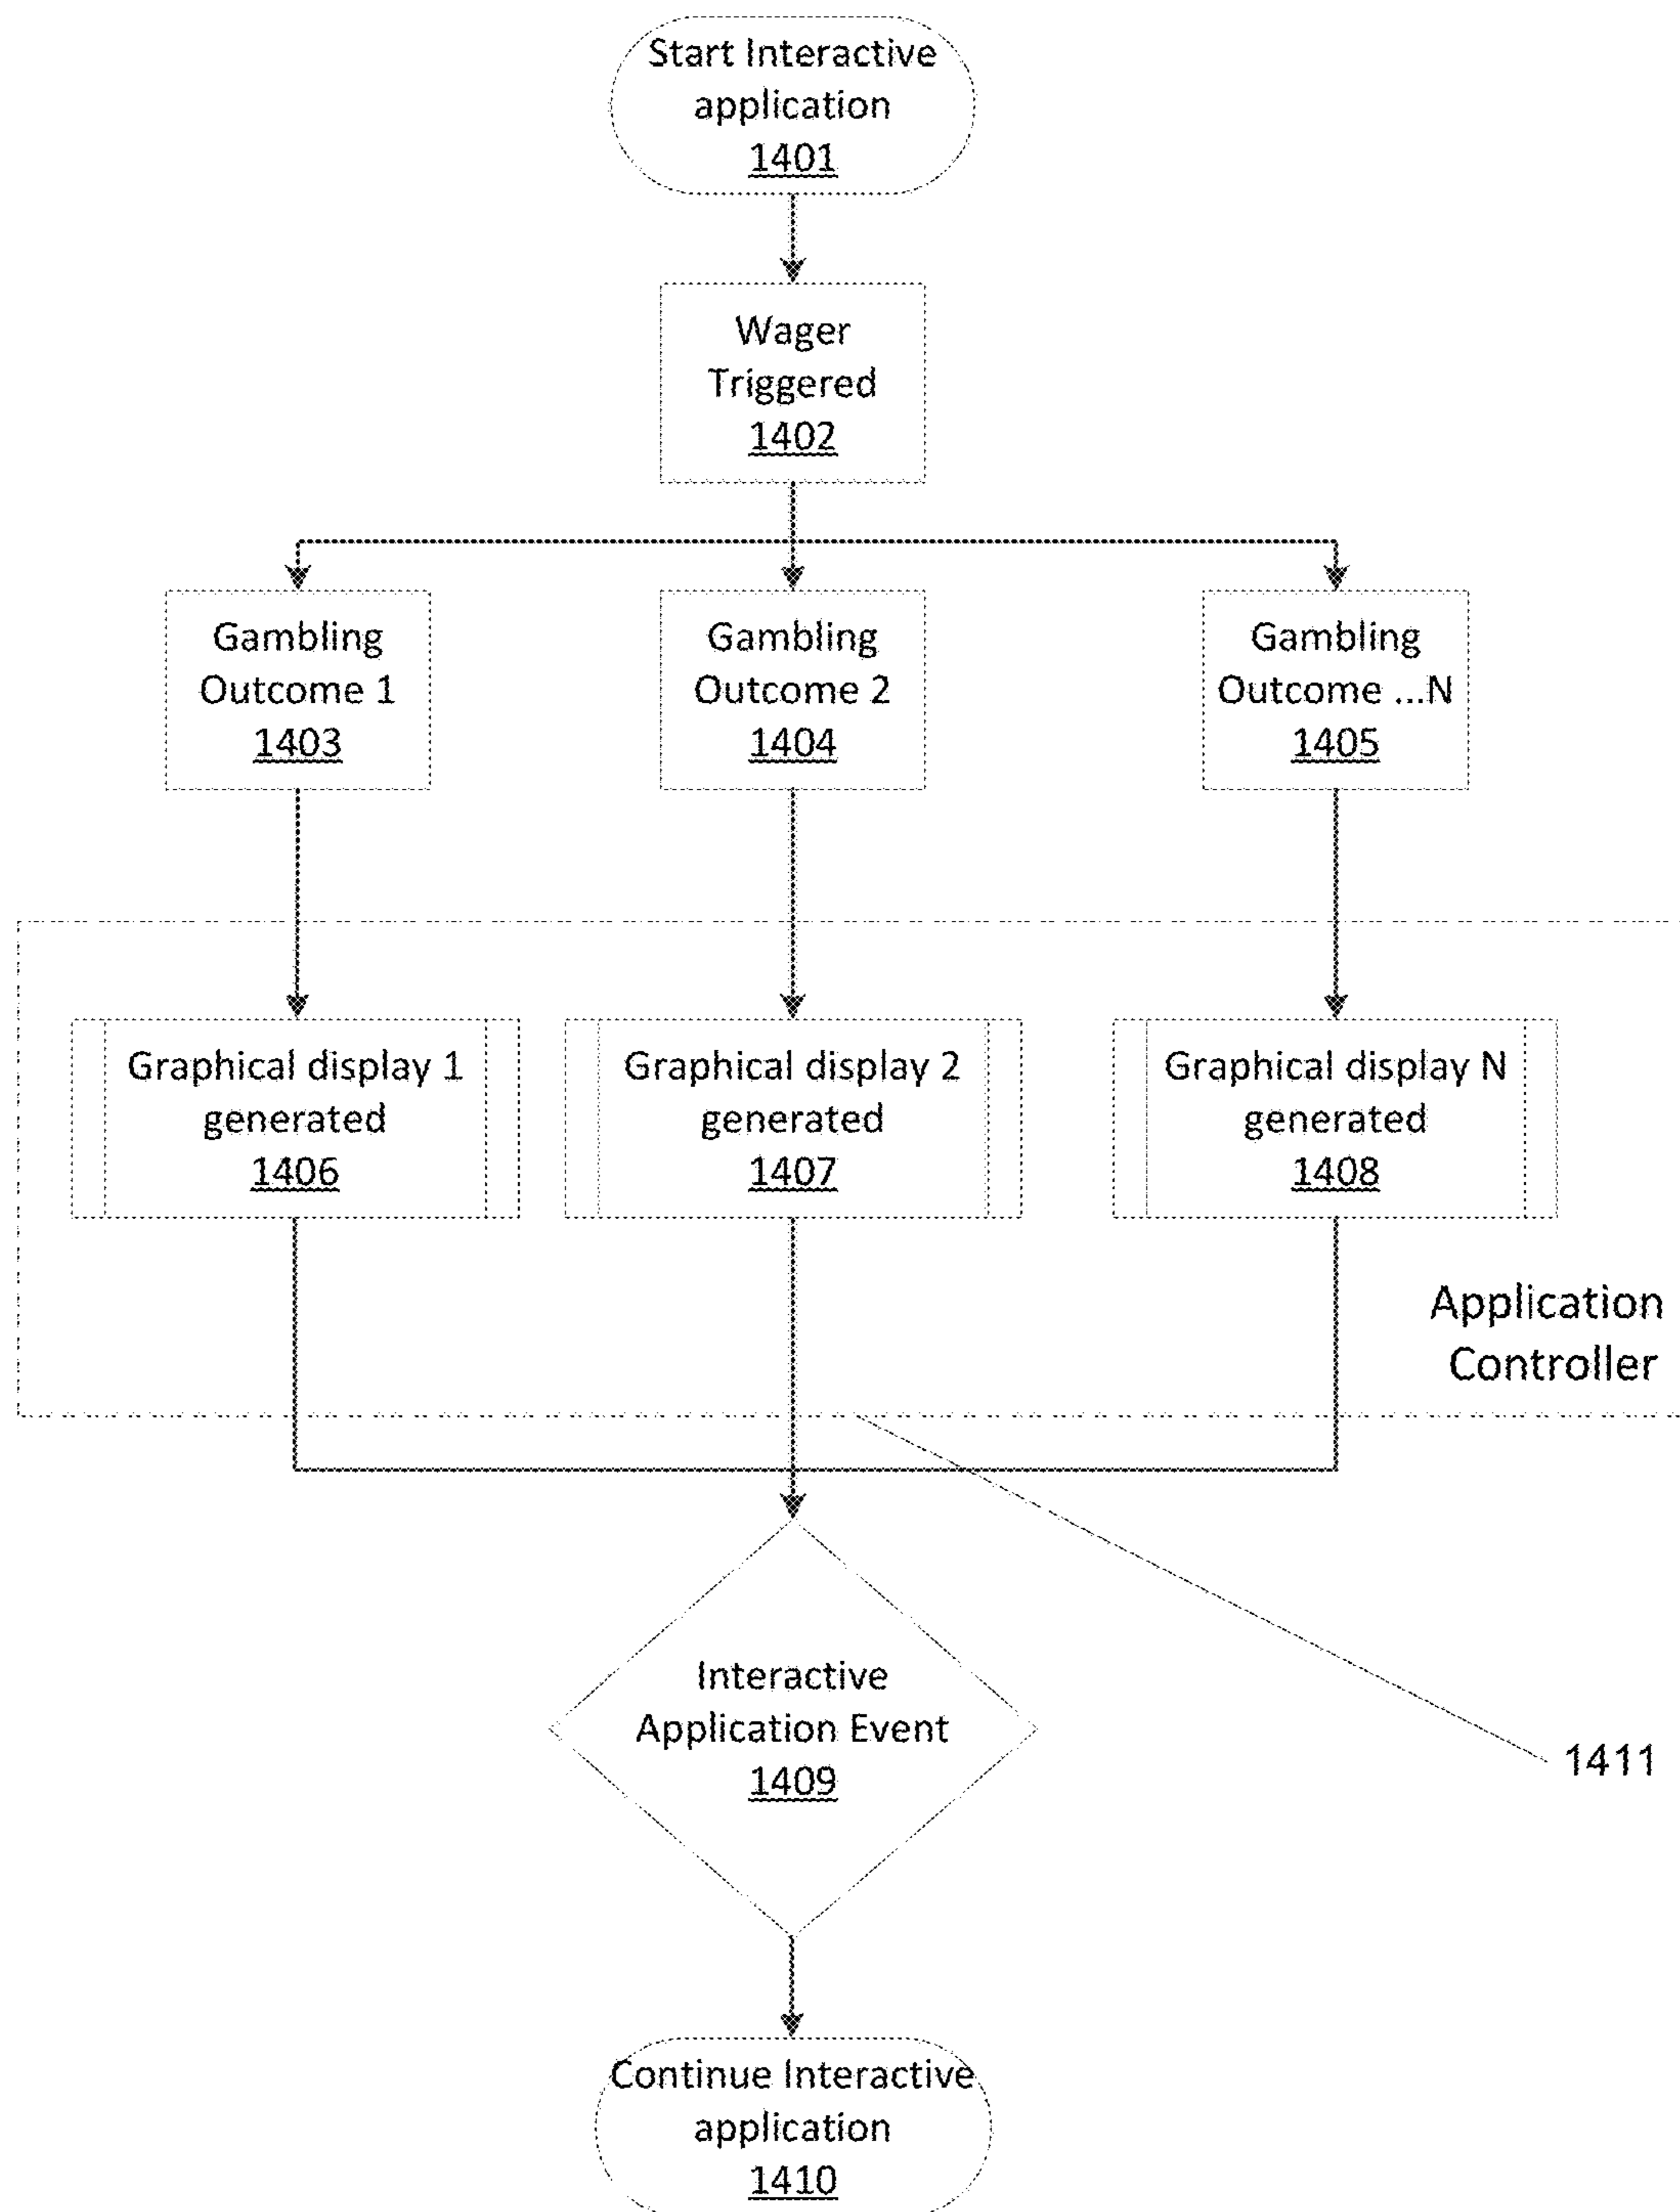 Start Interactive
application
1401
Wager
Triggered
1402
Gambling
Outcome 1
1403
Gambling
Outcome 2
1404
Gambling
Outcome ...N
1405
Graphical display 1
generated
1406
Graphical display 2
generated
1407
Graphical display N
generated
1408
Application
Controller
Interactive
Application Event
1409
1411
Continue Interactive
application
1410